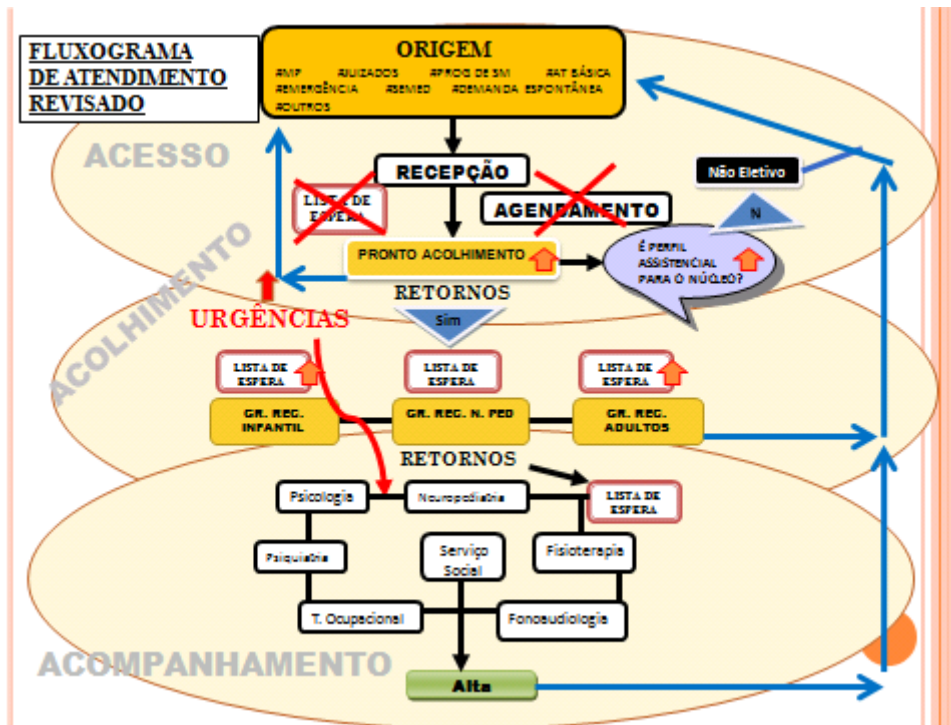 FLUXOGRAMA
DE ATENDIMENTO
REVISADO
ORIGEM
#MP #JUIZADOS #PROG DE SM #AT BÁSICA
#EMERGÊNCIA #SEMED #DEMANDA ESPONTÂNEA
#OUTROS
ACESSO
RECEPÇÃO
Não Eletivo
LISTA DE
ESPERA
AGENDAMENTO
N
PRONTO ACOLHIMENTO
É PERFIL
ASSISTENCIAL
PARA O NÚCLEO?
ACOLHIMENTO
RETORNOS
URGÊNCIAS
Sim
LISTA DE
ESPERA
LISTA DE
ESPERA
LISTA DE
ESPERA
GR. REG.
INFANTIL
GR. REG. N. PED
GR. REG.
ADULTOS
RETORNOS
Psicologia
Neuropediatria
LISTA DE
ESPERA
Psiquiatria
Serviço
Social
Fisioterapia
T. Ocupacional
Fonoaudiologia
ACOMPANHAMENTO
Alta